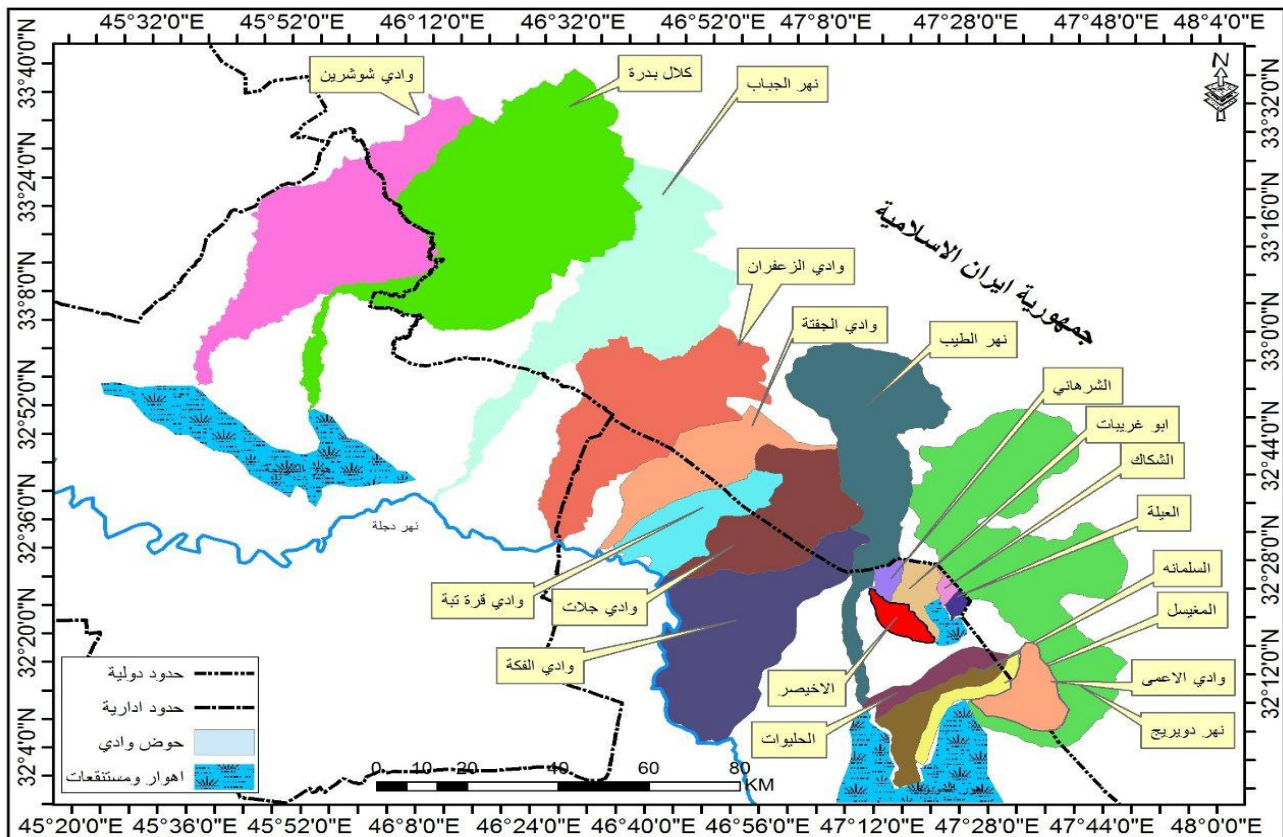 45°32'0"E 45°52'0"E 46°12'0"E 46°32'0"E 46°52'0"E 47°8'0"E 47°28'0"E 47°48'0"E 48°4'0"E
33°40'0"N
33°24'0"N
33°8'0"N
32°52'0"N
32°36'0"N
32°20'0"N
32°4'0"N
33°32'0"N
33°16'0"N
33°0'0"N
32°44'0"N
32°28'0"N
32°12'0"N
N
وادي شوشرين
كلال بدرة
نهر الجباب
جمهورية ايران الاسلامية
وادي الزعفران
وادي الجفتة
نهر الطيب
الشرهاني
ابو غريبات
الشكاك
العيلة
السلمانه
المغيسل
وادي الاعمى
نهر دويريج
نهر دجلة
وادي قرة تبة
وادي جلات
وادي الفكة
الاخيصر
الحليوات
حدود دولية
حدود ادارية
حوض وادي
اهوار ومستنقعات
0 10 20 40 60 80
KM
45°20'0"E 45°36'0"E 45°52'0"E 46°8'0"E 46°24'0"E 46°40'0"E 46°56'0"E 47°12'0"E 47°28'0"E 47°44'0"E 48°0'0"E